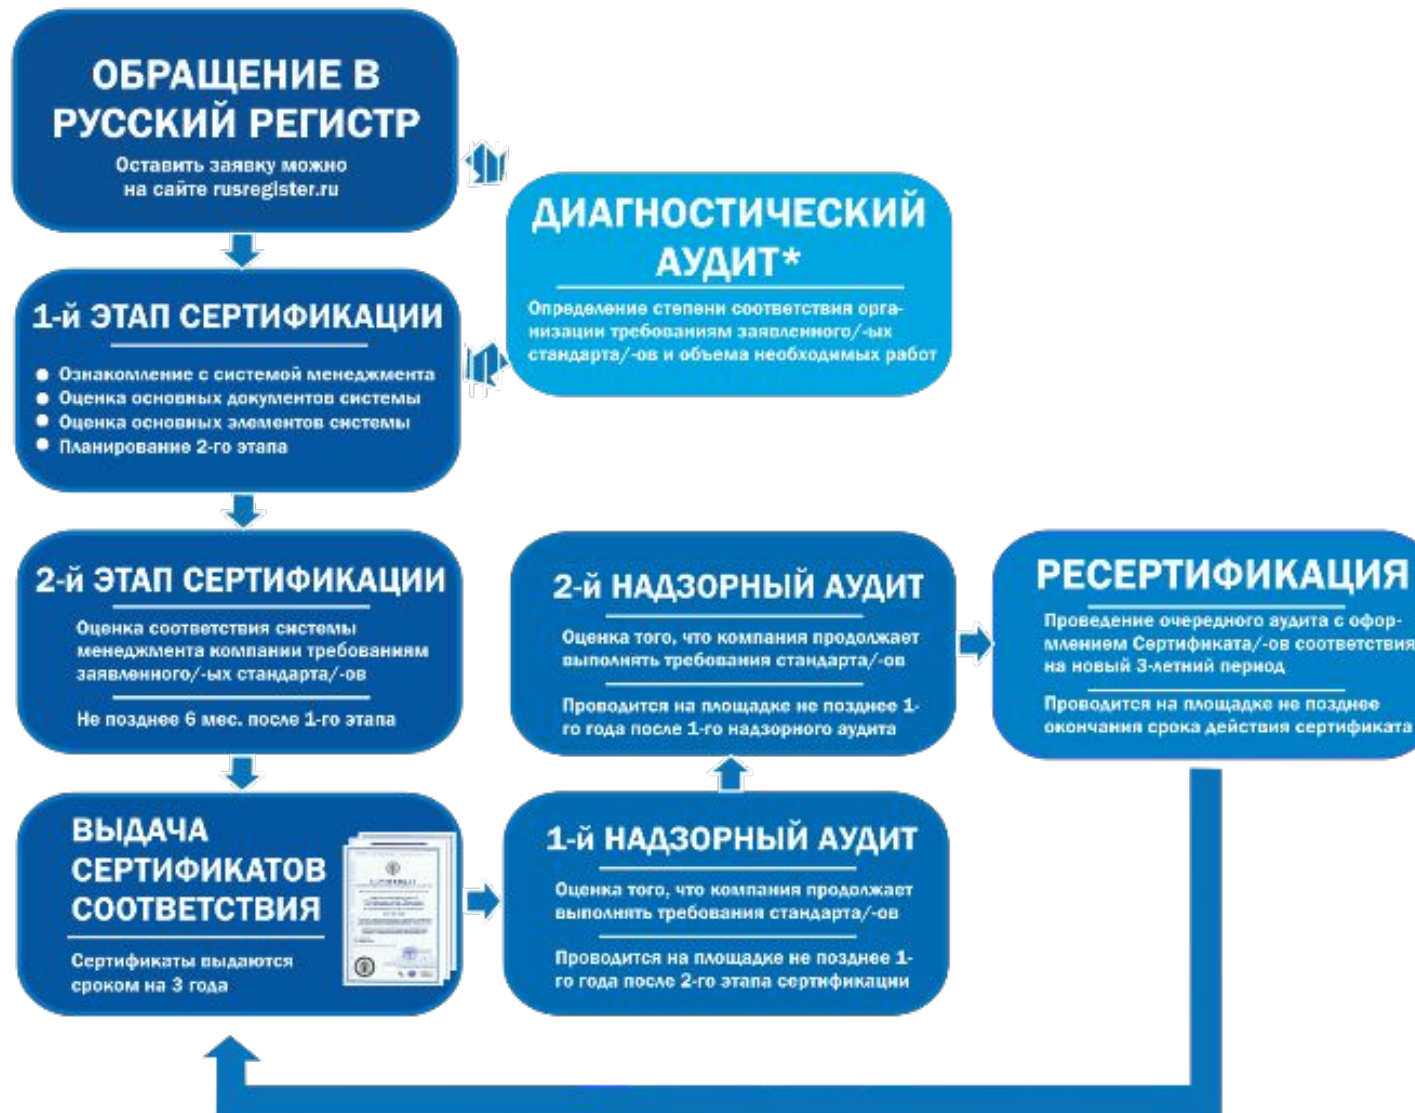 ОБРАЩЕНИЕ В
РУССКИЙ РЕГИСТР
Оставить заявку можно
на сайте rusregister.ru
ДИАГНОСТИЧЕСКИЙ
АУДИТ*
Определение степени соответствия орга-
низации требованиям заявленного/-ых
стандарта/-ов и объема необходимых работ
1-й ЭТАП СЕРТИФИКАЦИИ
Ознакомление с системой менеджмента
Оценка основных документов системы
Оценка основных элементов системы
Планирование 2-го этапа
2-й ЭТАП СЕРТИФИКАЦИИ
Оценка соответствия системы
менеджмента компании требованиям
заявленного/-ых стандарта/-ов
Не позднее 6 мес. после 1-го этапа
2-й НАДЗОРНЫЙ АУДИТ
Оценка того, что компания продолжает
выполнять требования стандарта/-ов
Проводится на площадке не позднее 1-
го года после 1-го надзорного аудита
РЕСЕРТИФИКАЦИЯ
Проведение очередного аудита с офор-
млением Сертификата/-ов соответствия
на новый 3-летний период
Проводится на площадке не позднее
окончания срока действия сертификата
ВЫДАЧА
СЕРТИФИКАТОВ
СООТВЕТСТВИЯ
Сертификаты выдаются
сроком на 3 года
1-й НАДЗОРНЫЙ АУДИТ
Оценка того, что компания продолжает
выполнять требования стандарта/-ов
Проводится на площадке не позднее 1-
го года после 2-го этапа сертификации